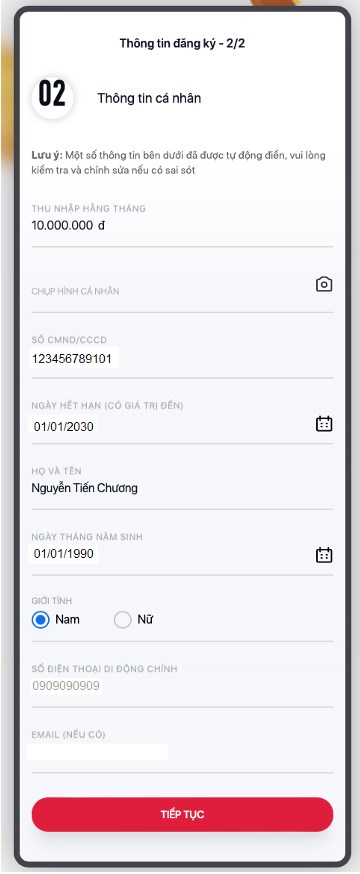 Thông tin đăng ký - 2/2
02
Thông tin cá nhân
Lưu ý: Một số thông tin bên dưới đã được tự động điền, vui lòng
kiểm tra và chỉnh sửa nếu có sai sót
THU NHẬP HẰNG THÁNG
10.000.000 đ
CHỤP HÌNH CÁ NHÂN
SỐ CMND/CCCD
123456789101
NGÀY HẾT HẠN (CÓ GIÁ TRỊ ĐẾN)
01/01/2030
HỌ VÀ TÊN
Nguyễn Tiến Chương
NGÀY THÁNG NĂM SINH
01/01/1990
GIỚI TÍNH
Nam Nữ
SỐ ĐIỆN THOẠI DI ĐỘNG CHÍNH
0909090909
EMAIL (NẾU CÓ)
TIẾP TỤC